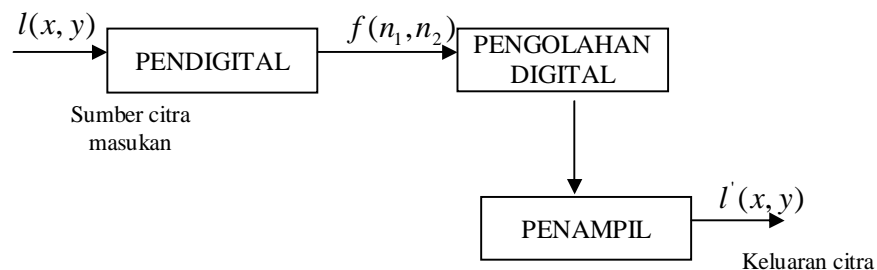 l(x, y)
PENDIGITAL
f(n₁,n₂)
PENGOLAHAN
DIGITAL
Sumber citra
masukan
PENAMPIL
l'(x, y)
Keluaran citra